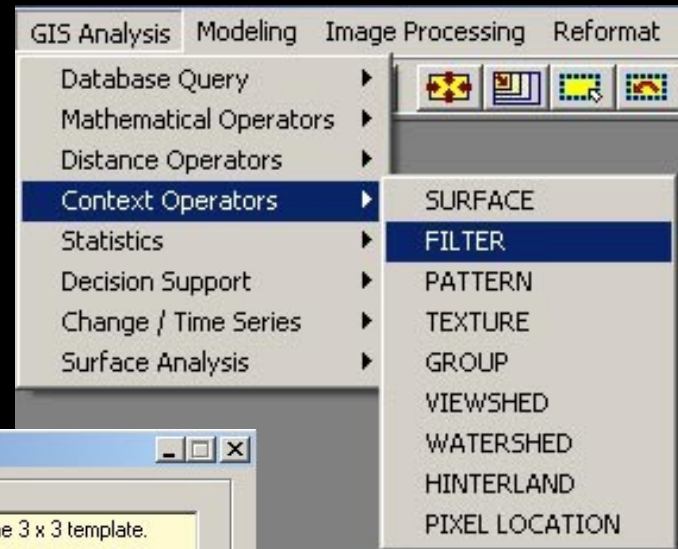 GIS Analysis Modeling Image Processing Reformat
Database Query
Mathematical Operators
Distance Operators
Context Operators
Statistics
Decision Support
Change / Time Series
Surface Analysis
SURFACE
FILTER
PATTERN
TEXTURE
GROUP
VIEWSHED
WATERSHED
HINTERLAND
PIXEL LOCATION
3 x 3 template.